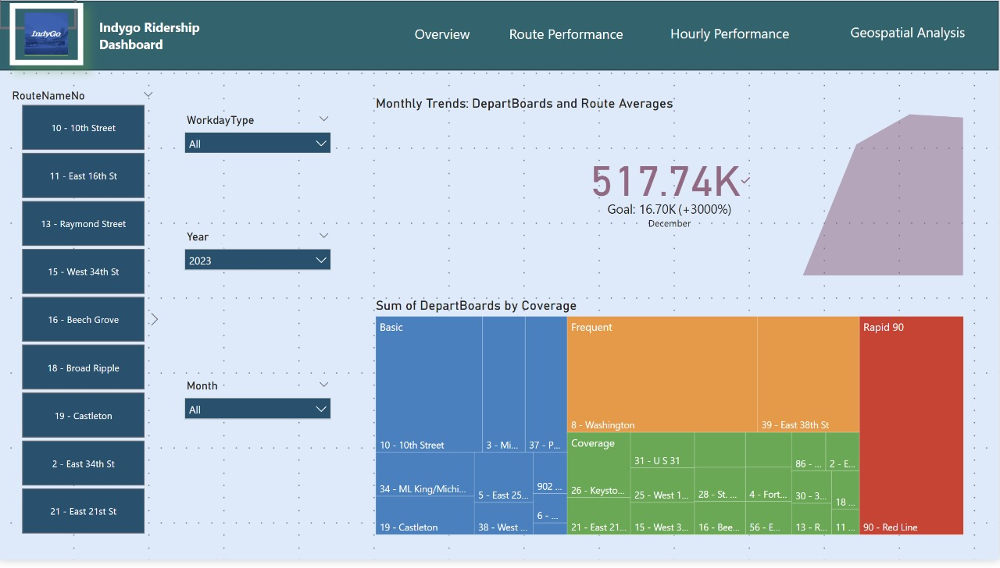 IndyGo
Indygo Ridership
Dashboard
Overview
Route Performance
Hourly Performance
Geospatial Analysis
RouteNameNo
10 - 10th Street
11 - East 16th St
13 - Raymond Street
15 - West 34th St
16 - Beech Grove
18 - Broad Ripple
19 - Castleton
2 - East 34th St
21 - East 21st St
WorkdayType
All
Year
2023
Month
All
Monthly Trends: DepartBoards and Route Averages
517.74K
Goal: 16.70K (+3000%)
December
Sum of DepartBoards by Coverage
Basic
10 - 10th Street
3 - Mi...
37 - P...
34 - ML King/Michi...
5 - East 25...
902 ...
6 - ...
19 - Castleton
38 - West ...
Frequent
8 - Washington
39 - East 38th St
Coverage
31 - U S 31
86 - ...
2 - E...
26 - Keysto...
25 - West 1...
28 - St. ...
4 - Fort...
30 - 3...
18 ...
21 - East 21...
15 - West 3...
16 - Bee...
56 - E...
13 - R...
11 ...
Rapid 90
90 - Red Line